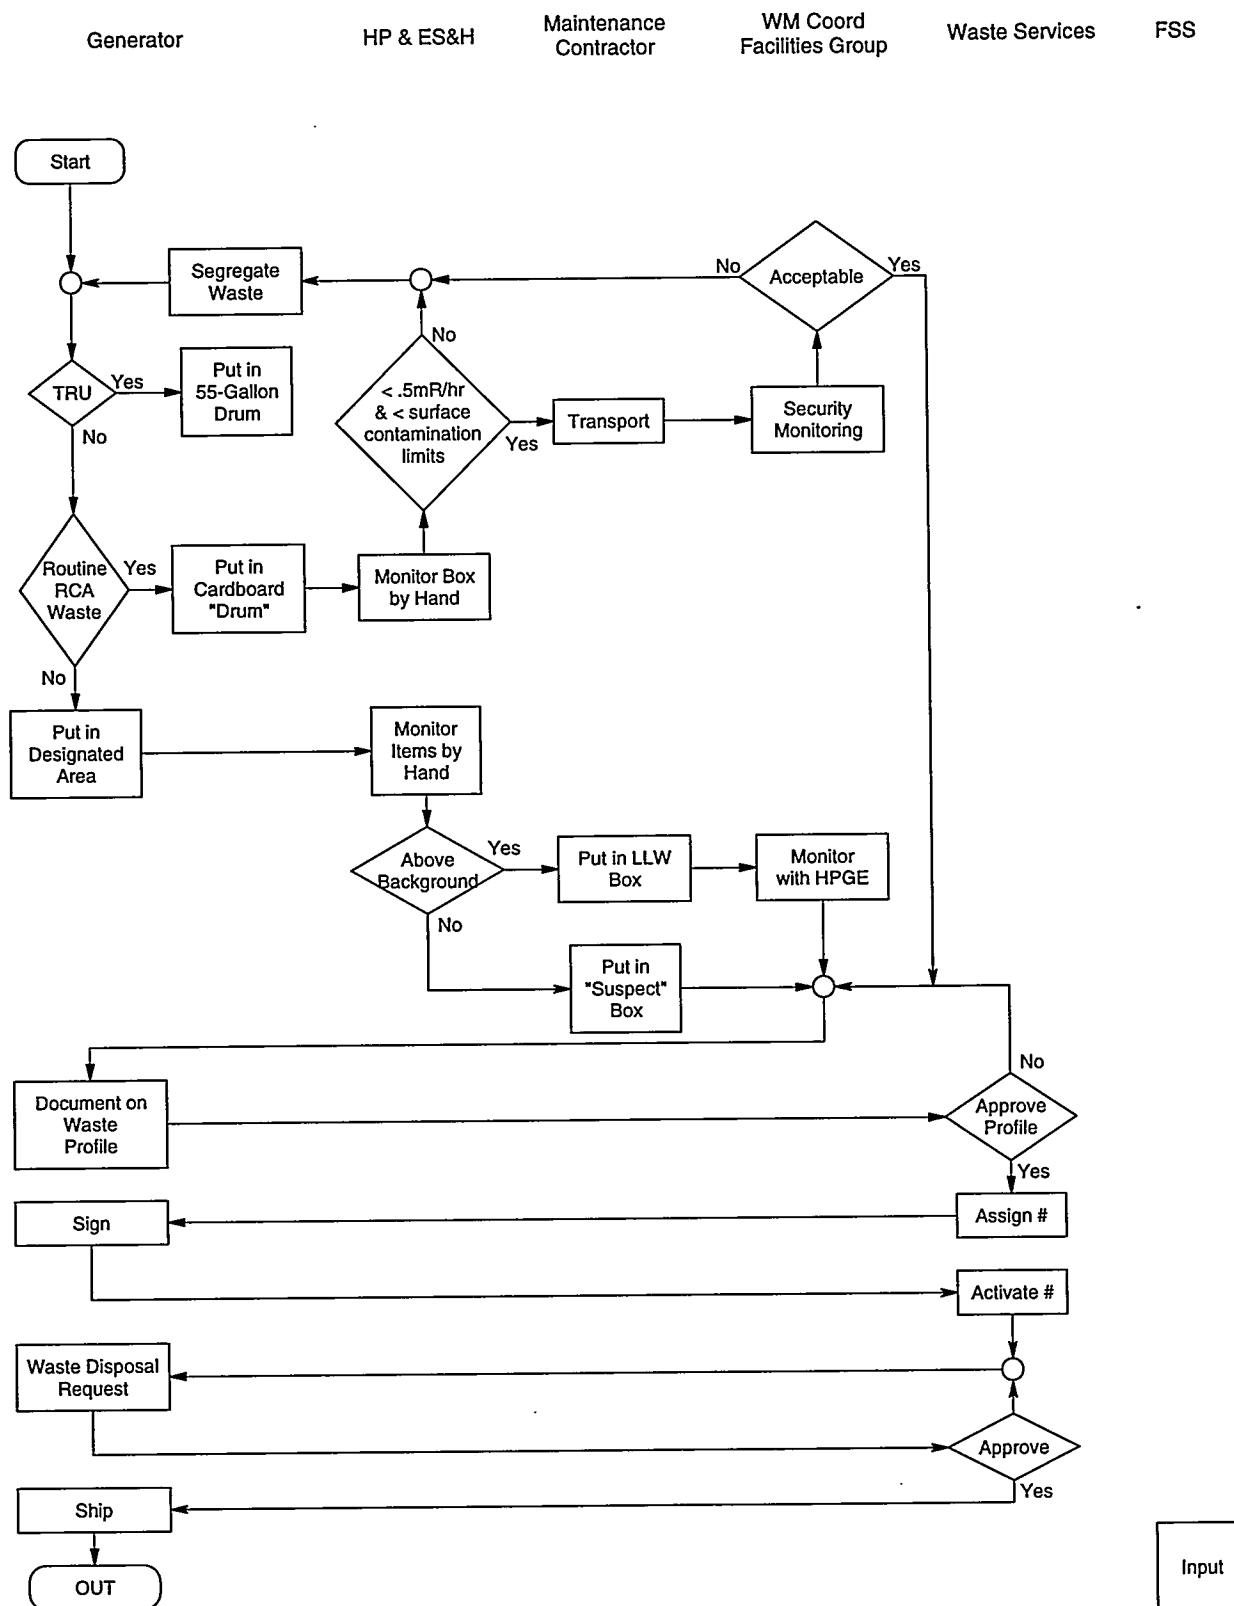 Generator
HP & ES&H
Maintenance
Contractor
WM Coord
Facilities Group
Waste Services
FSS
Start
Segregate
Waste
No
Acceptable
Yes
TRU
Yes
No
Put in
55-Gallon
Drum
No
< .5mR/hr
& < surface
contamination
limits
Yes
Transport
Security
Monitoring
Routine
RCA
Waste
Yes
No
Put in
Cardboard
"Drum"
Monitor Box
by Hand
Put in
Designated
Area
Monitor
Items by
Hand
Above
Background
Yes
No
Put in LLW
Box
Monitor
with HPGE
Put in
"Suspect"
Box
Document on
Waste
Profile
No
Approve
Profile
Yes
Sign
Assign #
Activate #
Waste Disposal
Request
Approve
Yes
Ship
OUT
Input